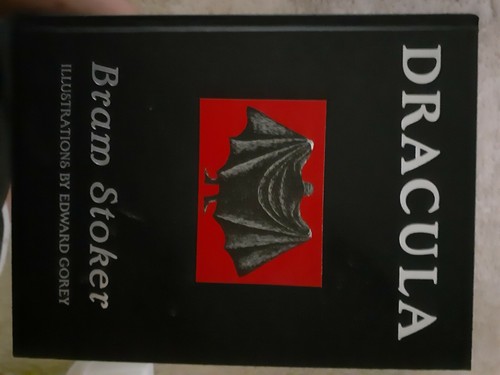 DRACULA
Bram Stoker
ILLUSTRATIONS BY EDWARD GOREY